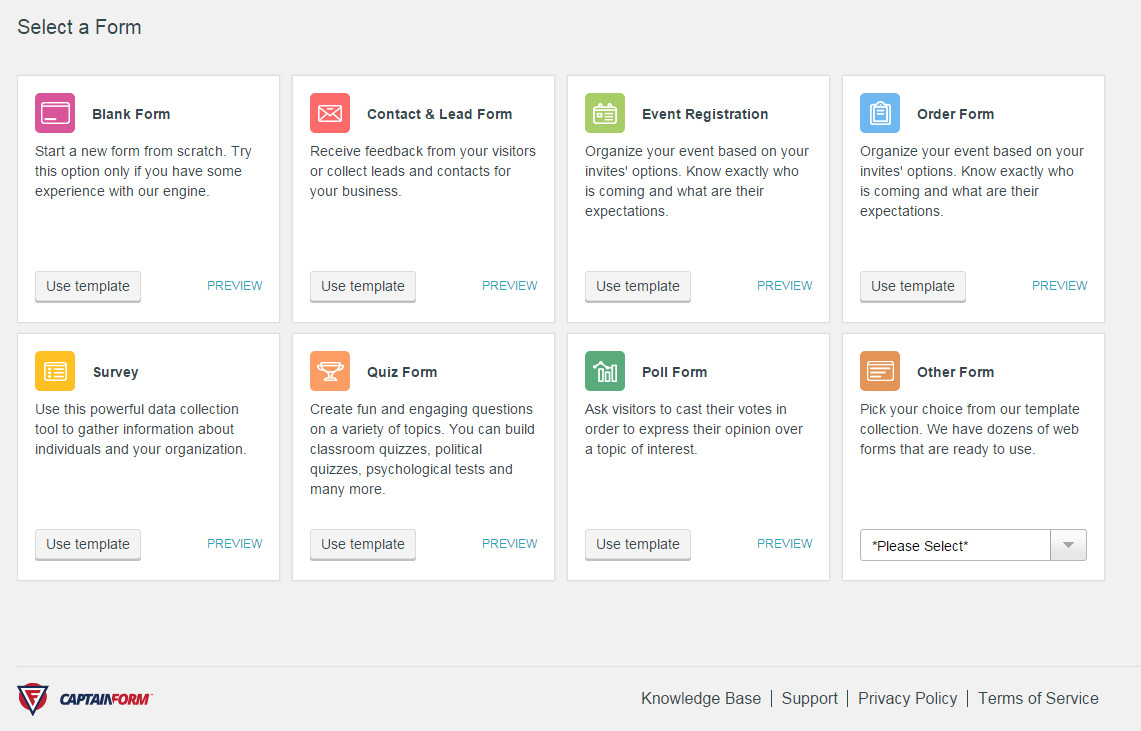 Select a Form
Blank Form
Start a new form from scratch. Try
this option only if you have some
experience with our engine.
Use template
PREVIEW
Contact & Lead Form
Receive feedback from your visitors
or collect leads and contacts for
your business.
Use template
PREVIEW
Event Registration
Organize your event based on your
invites' options. Know exactly who
is coming and what are their
expectations.
Use template
PREVIEW
Order Form
Organize your event based on your
invites' options. Know exactly who
is coming and what are their
expectations.
Use template
PREVIEW
Survey
Use this powerful data collection
tool to gather information about
individuals and your organization.
Use template
PREVIEW
Quiz Form
Create fun and engaging questions
on a variety of topics. You can build
classroom quizzes, political
quizzes, psychological tests and
many more.
Use template
PREVIEW
Poll Form
Ask visitors to cast their votes in
order to express their opinion over
a topic of interest.
Use template
PREVIEW
Other Form
Pick your choice from our template
collection. We have dozens of web
forms that are ready to use.
*Please Select*
CAPTAINFORM
Knowledge Base | Support | Privacy Policy | Terms of Service